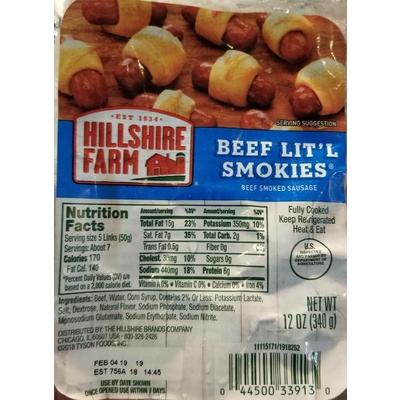 SERVING SUGGESTION
• EST 1934 •
HILLSHIRE
FARM
BEEF LIT'L
SMOKIES®
BEEF SMOKED SAUSAGE
Fully Cooked
Keep Refrigerated
Heat & Eat
Nutrition
Facts
Serving size 5 Links (50g)
Servings: About 7
Calories 170
Fat Cal. 140
*Percent Daily Values (DV) are
based on a 2,000 calorie diet.
Amount/serving %DV* Amount/serving %DV*
Total Fat 15g 23% Potassium 350mg 10%
Sat. Fat 7g 35% Total Carb. 2g 1%
Trans Fat 0.5g Fiber 0g 0%
Cholest. 30mg 10% Sugars 0g
Sodium 440mg 18% Protein 6g
Vitamin A 0% • Vitamin C 0% • Calcium 0% • Iron 4%
U.S.
INSPECTED
AND PASSED BY
DEPARTMENT OF
AGRICULTURE
Ingredients: Beef, Water, Corn Syrup, Contains 2% Or Less: Potassium Lactate,
Salt, Dextrose, Natural Flavor, Sodium Phosphate, Sodium Diacetate,
Monosodium Glutamate, Sodium Erythorbate, Sodium Nitrite.
DISTRIBUTED BY THE HILLSHIRE BRANDS COMPANY
CHICAGO, IL 60607 USA • 800-328-2426
©2018 TYSON FOODS, INC.
NET WT
12 OZ (340 g)
11115171/1918252
FEB 04 19 19
EST 756A 18 14:45
USE BY DATE SHOWN.
ONCE OPENED USE WITHIN 7 DAYS.
0 44500 33913 0